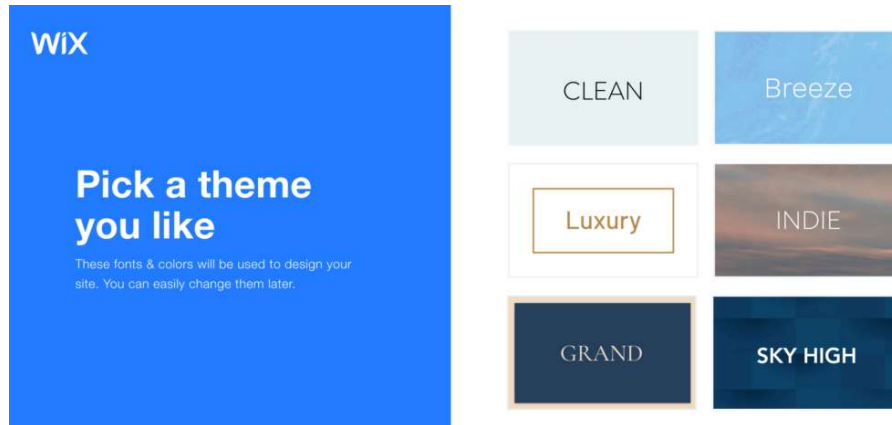 WiX
Pick a theme
you like
These fonts & colors will be used to design your
site. You can easily change them later.
CLEAN
Breeze
Luxury
INDIE
GRAND
SKY HIGH